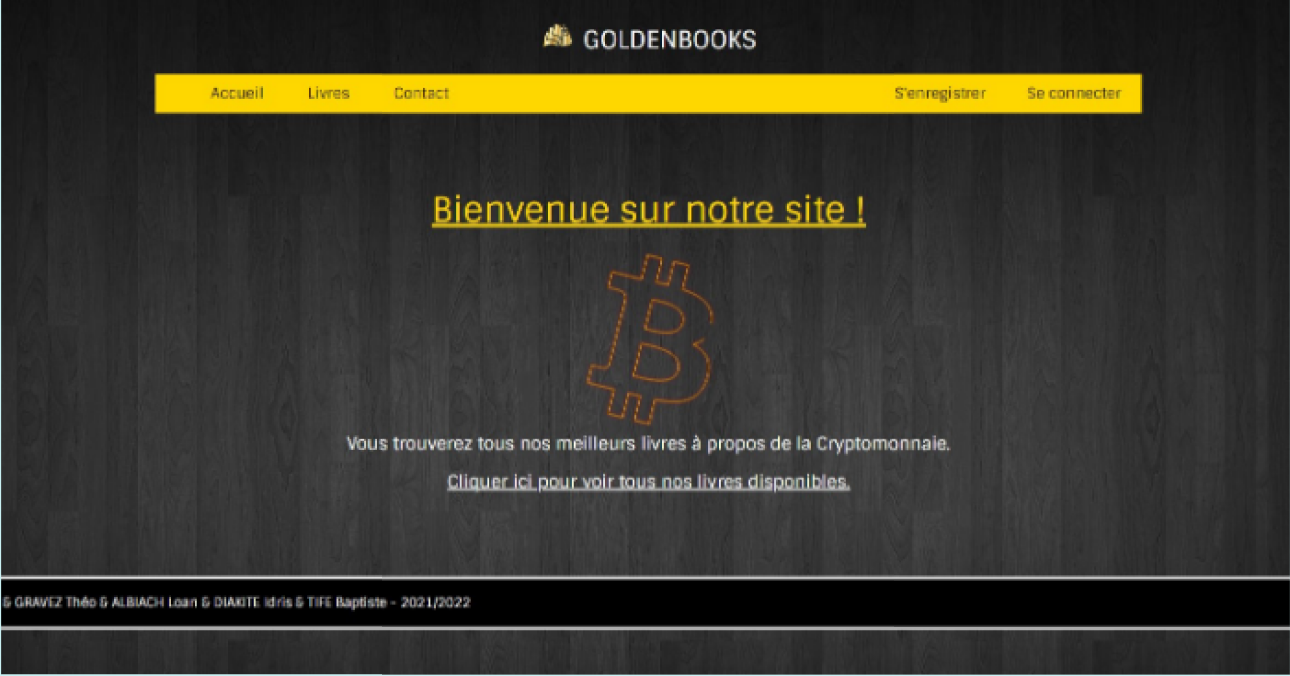 GOLDENBOOKS
Accueil Livres Contact S'enregistrer Se connecter
Bienvenue sur notre site !
Vous trouverez tous nos meilleurs livres à propos de la Cryptomonnaie.
Cliquer ici pour voir tous nos livres disponibles.
& GRAVEZ Théo & ALBIACH Loan & DIAKITE Idris & TIFE Baptiste - 2021/2022